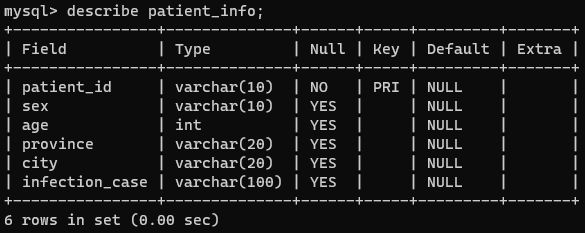 mysql> describe patient_info;
+----------------+--------------+------+-----+---------+-------+
| Field          | Type         | Null | Key | Default | Extra |
+----------------+--------------+------+-----+---------+-------+
| patient_id     | varchar(10)  | NO   | PRI | NULL    |       |
| sex            | varchar(10)  | YES  |     | NULL    |       |
| age            | int          | YES  |     | NULL    |       |
| province       | varchar(20)  | YES  |     | NULL    |       |
| city           | varchar(20)  | YES  |     | NULL    |       |
| infection_case | varchar(100) | YES  |     | NULL    |       |
+----------------+--------------+------+-----+---------+-------+
6 rows in set (0.00 sec)